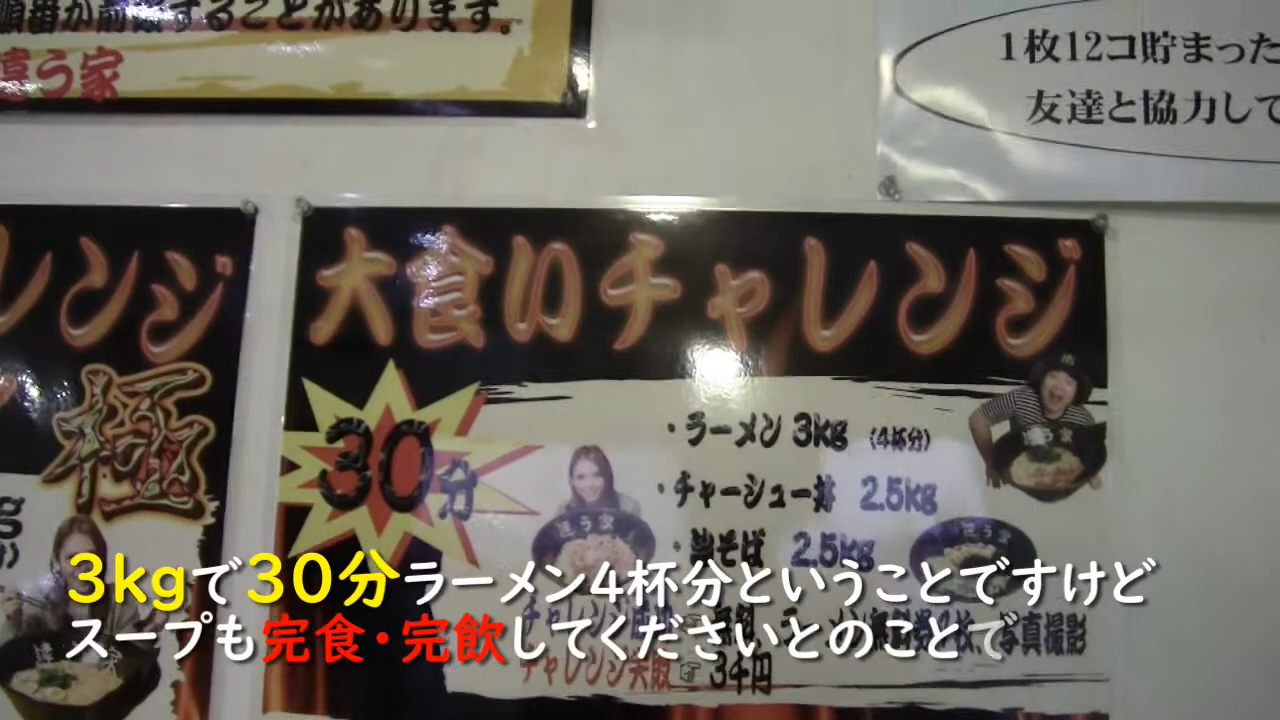 することがあります。
違う家
1枚12コ貯まった
友達と協力して
レンジ
極
大食いチャレンジ
30分
・ラーメン 3kg (4杯分)
・チャーシュー丼 2.5kg
・油そば 2.5kg
違う家
違う家
3kgで30分ラーメン4杯分ということですけど
スープも完食・完飲してくださいとのことで
写真撮影
チャレンジ失敗☞3千円